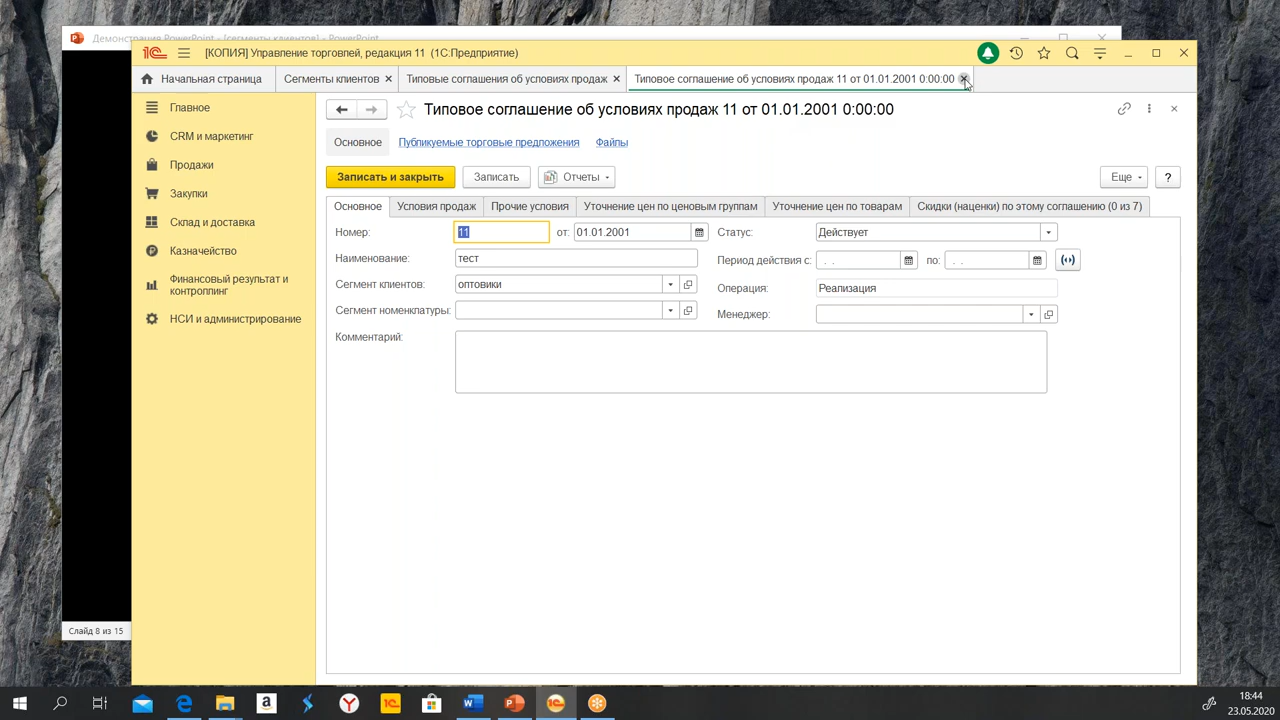 Демонстрация PowerPoint - [сегменты клиентов] - PowerPoint
1С [КОПИЯ] Управление торговлей, редакция 11 (1С:Предприятие)
Начальная страница Сегменты клиентов × Типовые соглашения об условиях продаж × Типовое соглашение об условиях продаж 11 от 01.01.2001 0:00:00 ×
Главное
CRM и маркетинг
Продажи
Закупки
Склад и доставка
Казначейство
Финансовый результат и
контроллинг
НСИ и администрирование
Типовое соглашение об условиях продаж 11 от 01.01.2001 0:00:00
Основное Публикуемые торговые предложения Файлы
Записать и закрыть Записать Отчеты Еще ?
Основное Условия продаж Прочие условия Уточнение цен по ценовым группам Уточнение цен по товарам Скидки (наценки) по этому соглашению (0 из 7)
Номер: 11 от: 01.01.2001 Статус: Действует
Наименование: тест Период действия с: . . по: . .
Сегмент клиентов: оптовики Операция: Реализация
Сегмент номенклатуры: Менеджер:
Комментарий:
Слайд 8 из 15
18:44
23.05.2020